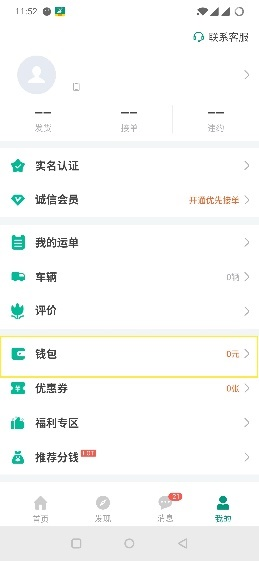 11:52
联系客服
—— —— ——
发货 接单 违约
实名认证
诚信会员 开通优先接单
我的运单
车辆 0辆
评价
钱包 0元
优惠券 0张
福利专区
推荐分钱 HOT
21
首页 发现 消息 我的